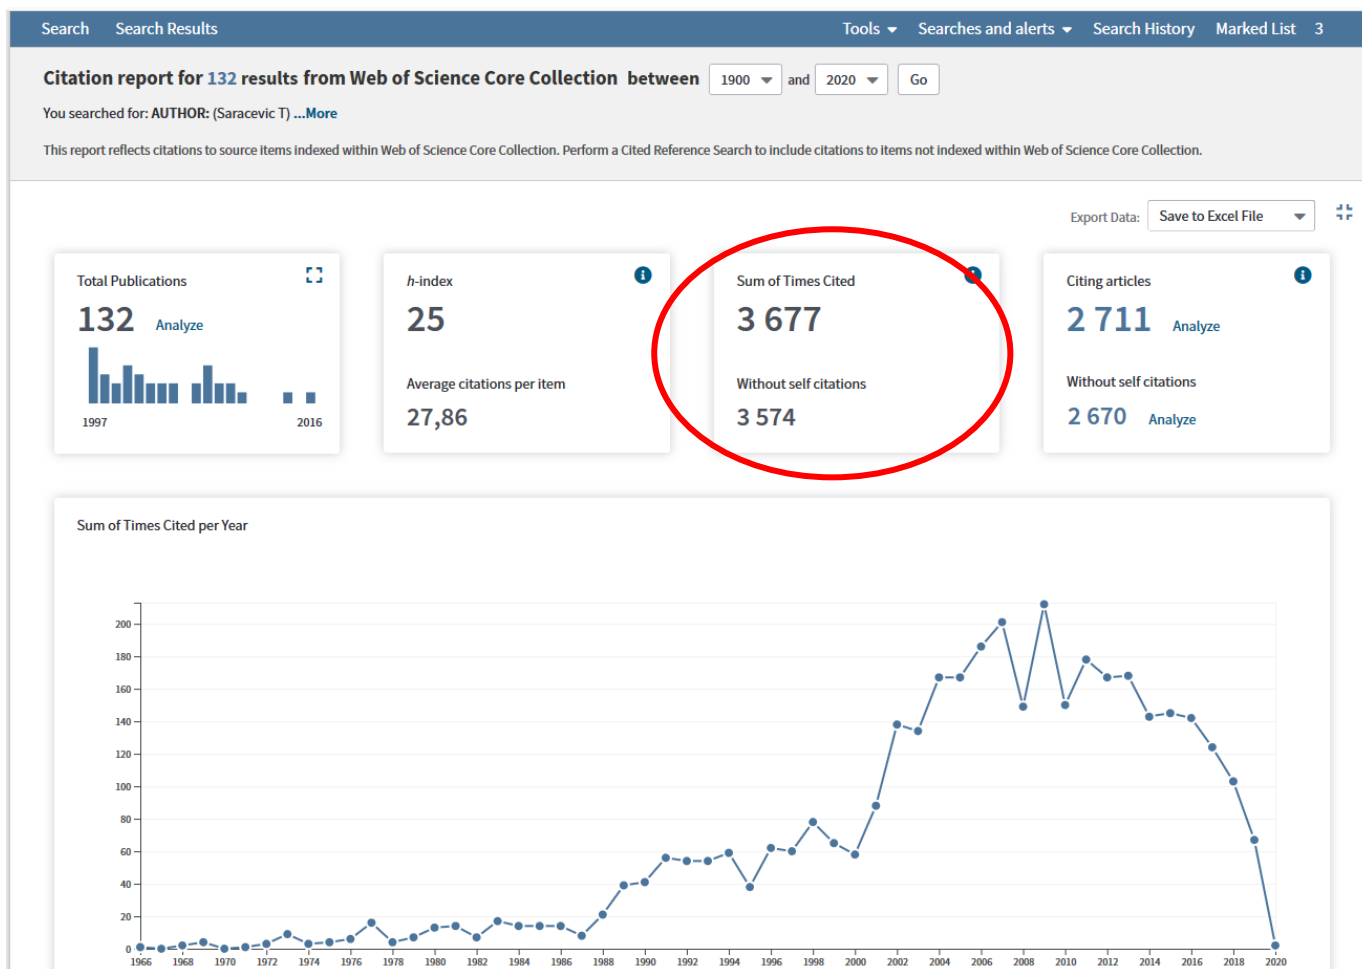 Search Search Results Tools Searches and alerts Search History Marked List 3
Citation report for 132 results from Web of Science Core Collection between 1900 and 2020 Go
You searched for: AUTHOR: (Saracevic T) ...More
This report reflects citations to source items indexed within Web of Science Core Collection. Perform a Cited Reference Search to include citations to items not indexed within Web of Science Core Collection.
Export Data: Save to Excel File
Total Publications
132 Analyze
1997 2016
h-index
25
Average citations per item
27,86
Sum of Times Cited
3 677
Without self citations
3 574
Citing articles
2 711 Analyze
Without self citations
2 670 Analyze
Sum of Times Cited per Year
200
180
160
140
120
100
80
60
40
20
0
1966 1968 1970 1972 1974 1976 1978 1980 1982 1984 1986 1988 1990 1992 1994 1996 1998 2000 2002 2004 2006 2008 2010 2012 2014 2016 2018 2020